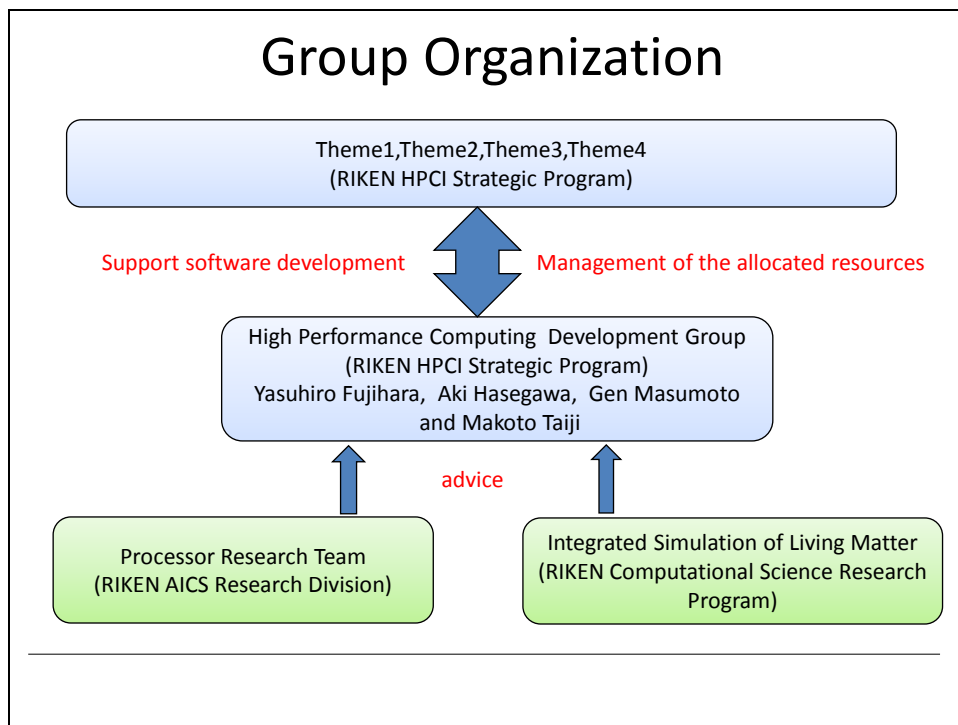 Group Organization
Theme1,Theme2,Theme3,Theme4
(RIKEN HPCI Strategic Program)
Support software development
Management of the allocated resources
High Performance Computing  Development Group
(RIKEN HPCI Strategic Program)
Yasuhiro Fujihara,  Aki Hasegawa,  Gen Masumoto
and Makoto Taiji
advice
Processor Research Team
(RIKEN AICS Research Division)
Integrated Simulation of Living Matter
(RIKEN Computational Science Research
Program)